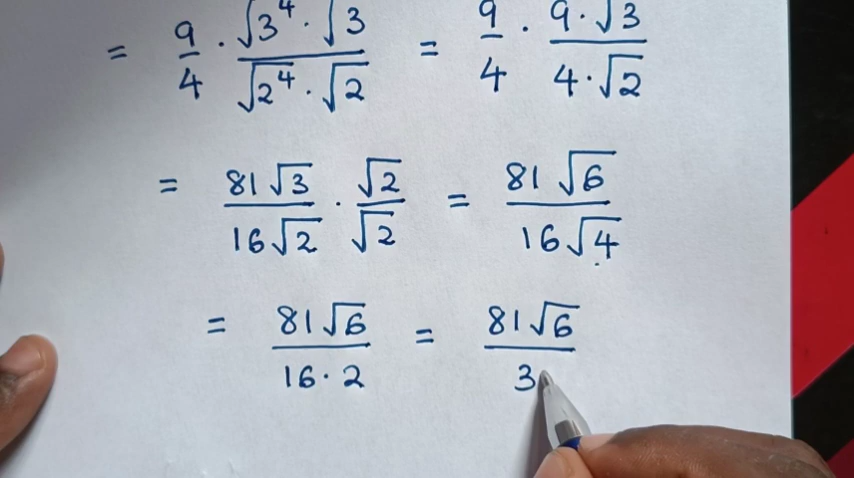 = 9/4 · √3⁴ · √3 / √2⁴ · √2 = 9/4 · 9 · √3 / 4 · √2
= 81√3 / 16√2 · √2 / √2 = 81√6 / 16√4
= 81√6 / 16 · 2 = 81√6 / 3